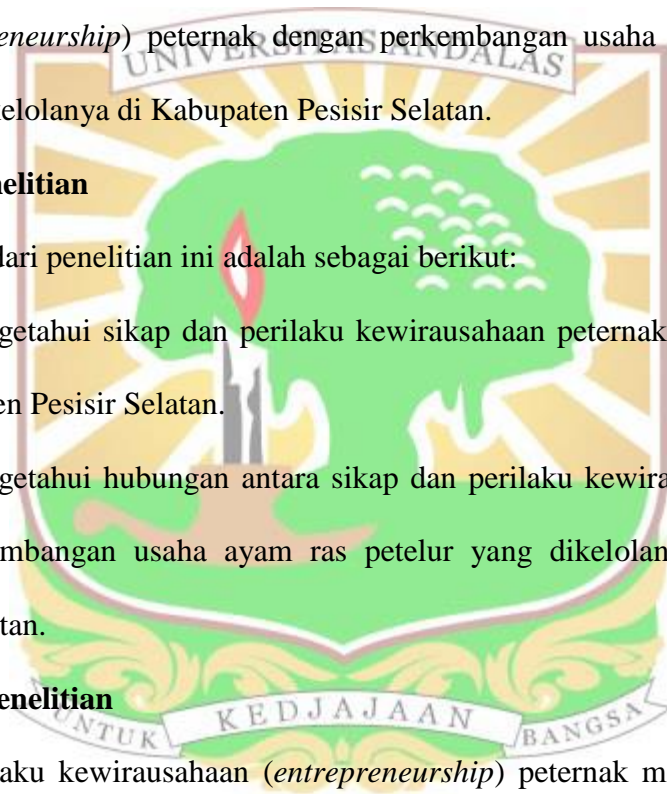 eneurship) peternak dengan perkembangan usaha
UNIVERSITAS ANDALAS
kelolanya di Kabupaten Pesisir Selatan.
nelitian
dari penelitian ini adalah sebagai berikut:
getahui sikap dan perilaku kewirausahaan peternak
en Pesisir Selatan.
getahui hubungan antara sikap dan perilaku kewira
mbangan usaha ayam ras petelur yang dikelolan
tan.
enelitian
UNTUK KEDJAJAAN BANGSA
laku kewirausahaan (entrepreneurship) peternak m